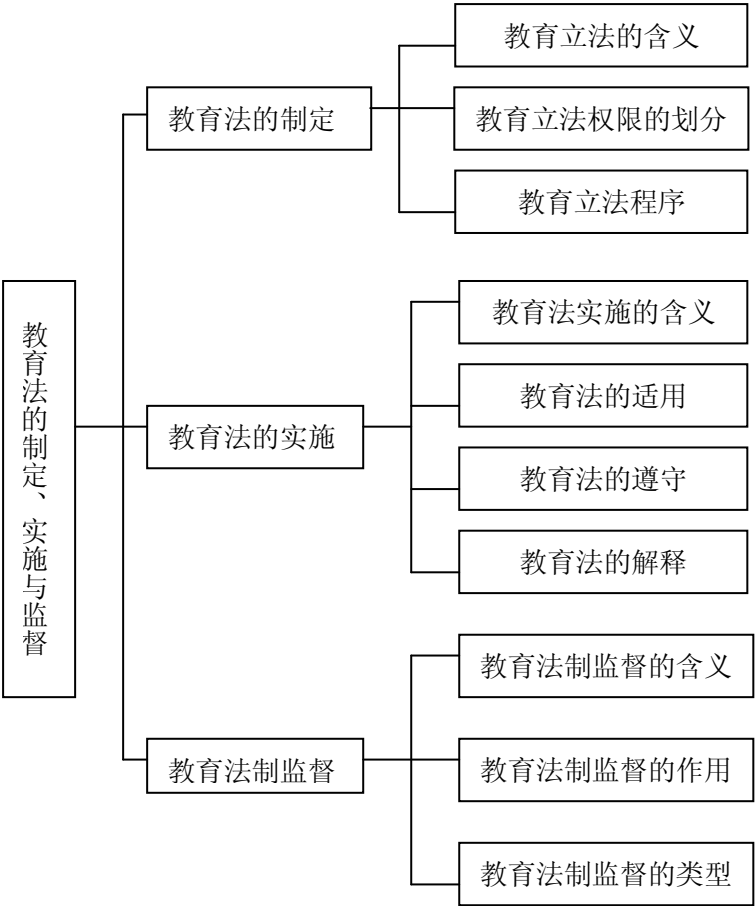 教育法的制定、实施与监督
教育法的制定
教育立法的含义
教育立法权限的划分
教育立法程序
教育法的实施
教育法实施的含义
教育法的适用
教育法的遵守
教育法的解释
教育法制监督
教育法制监督的含义
教育法制监督的作用
教育法制监督的类型